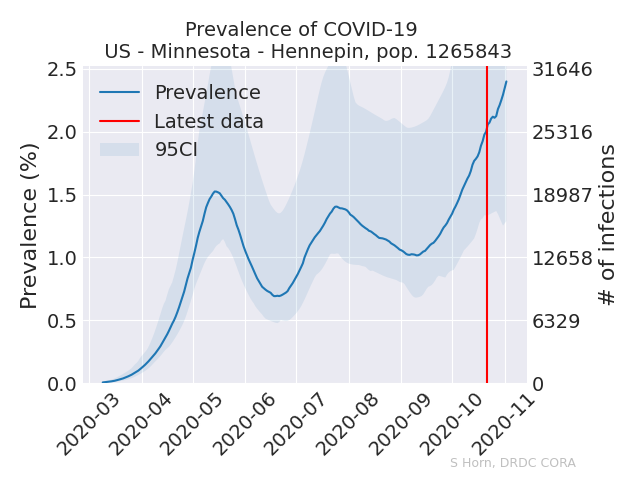 Prevalence of COVID-19
US - Minnesota - Hennepin, pop. 1265843
Prevalence
Latest data
95CI
Prevalence (%)
2.5
2.0
1.5
1.0
0.5
0.0
31646
25316
18987
12658
6329
0
# of infections
2020-03
2020-04
2020-05
2020-06
2020-07
2020-08
2020-09
2020-10
2020-11
S Horn, DRDC CORA